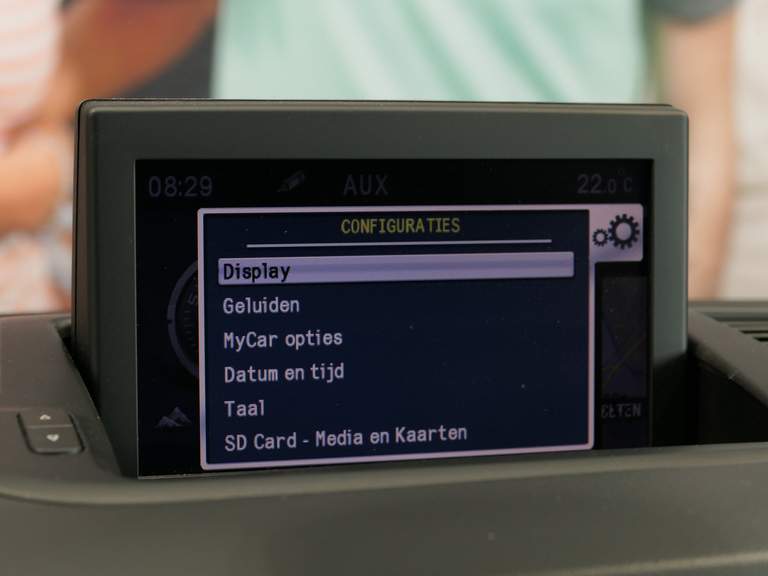 08:29 AUX 22.0 C
CONFIGURATIES
Display
Geluiden
MyCar opties
Datum en tijd
Taal
SD Card - Media en Kaarten